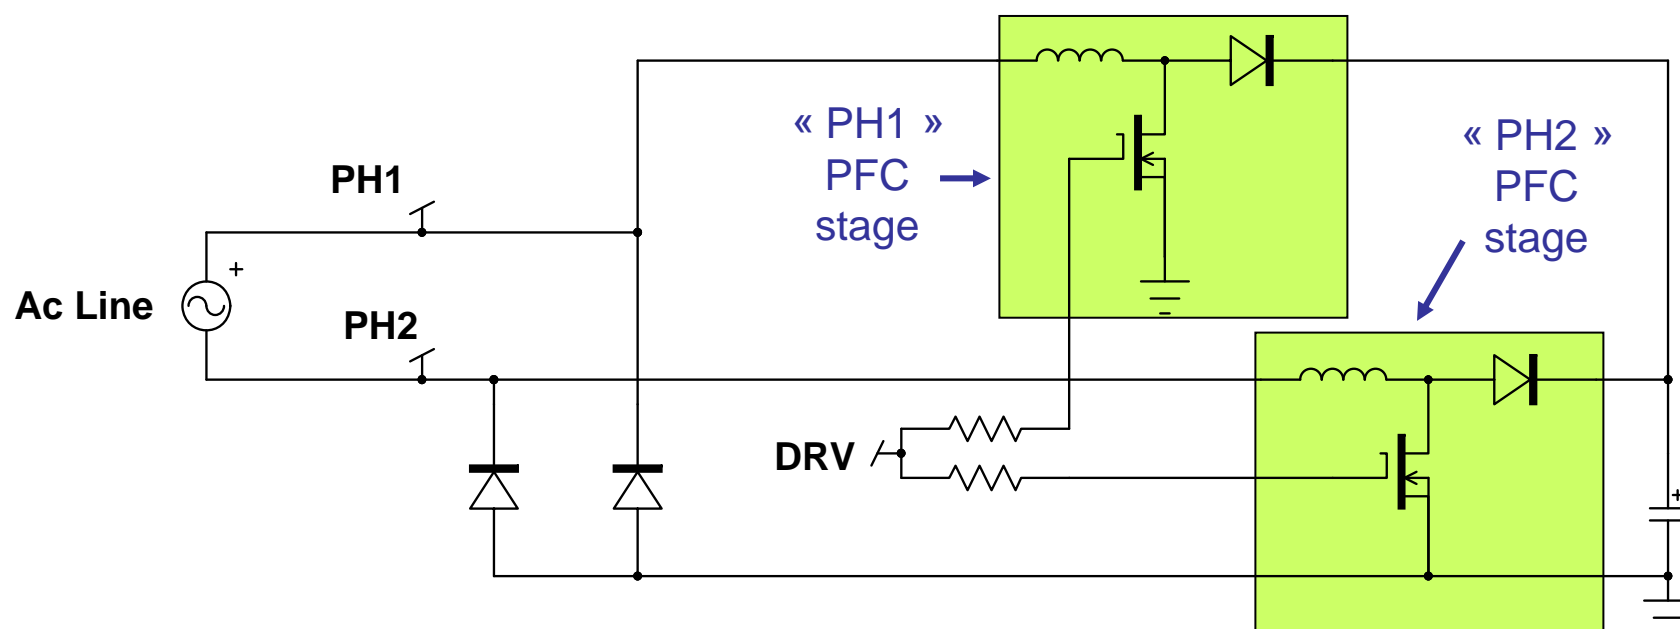 « PH1 »
PFC
stage
« PH2 »
PFC
stage
PH1
+
Ac Line
PH2
DRV
+